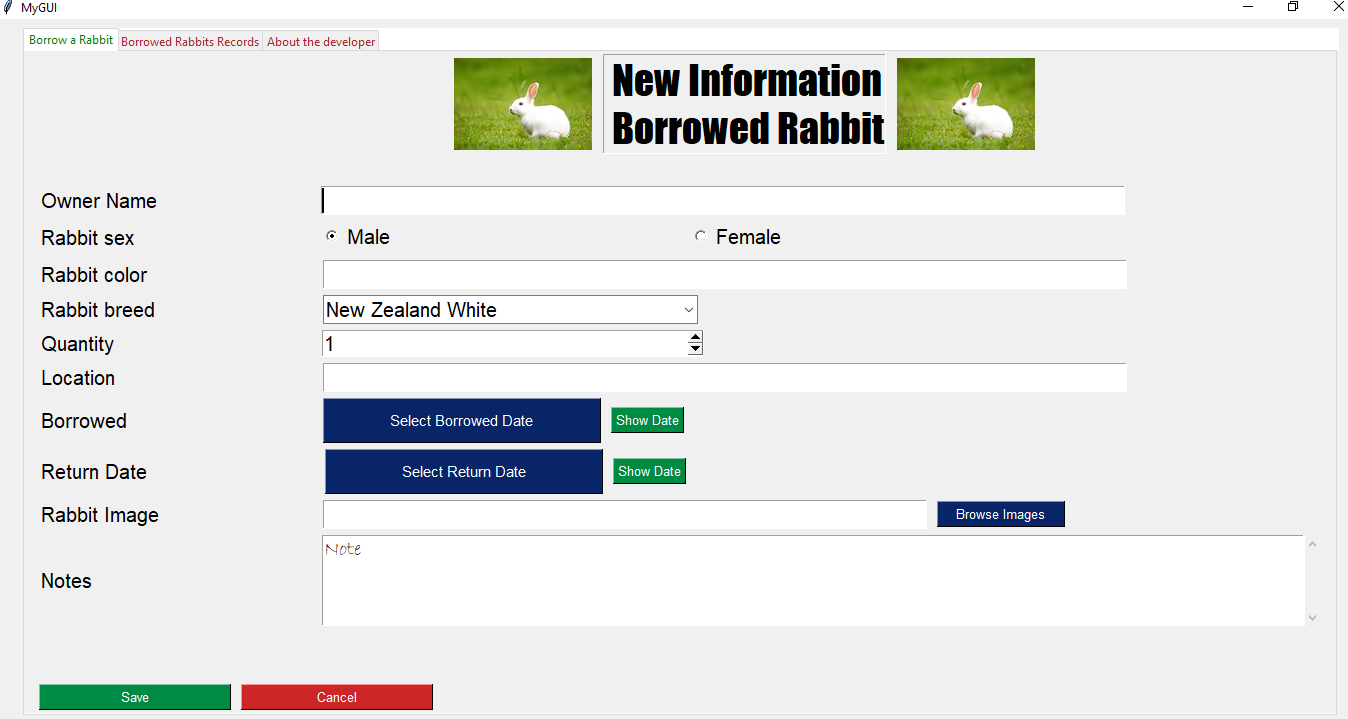 MyGUI
Borrow a Rabbit Borrowed Rabbits Records About the developer
New Information
Borrowed Rabbit
Owner Name
Rabbit sex Male Female
Rabbit color
Rabbit breed New Zealand White
Quantity 1
Location
Borrowed Select Borrowed Date Show Date
Return Date Select Return Date Show Date
Rabbit Image Browse Images
Note
Notes
Save Cancel